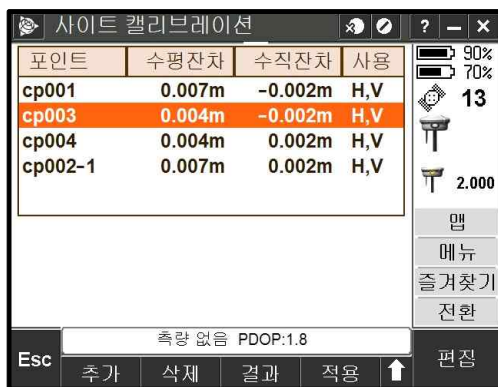 사이트 캘리브레이션
? — ×
포인트 수평잔차 수직잔차 사용
cp001 0.007m -0.002m H,V
cp003 0.004m -0.002m H,V
cp004 0.004m 0.002m H,V
cp002-1 0.007m 0.002m H,V
90%
70%
13
2.000
맵
메뉴
즐겨찾기
전환
측량 없음 PDOP:1.8
Esc 추가 삭제 결과 적용 편집